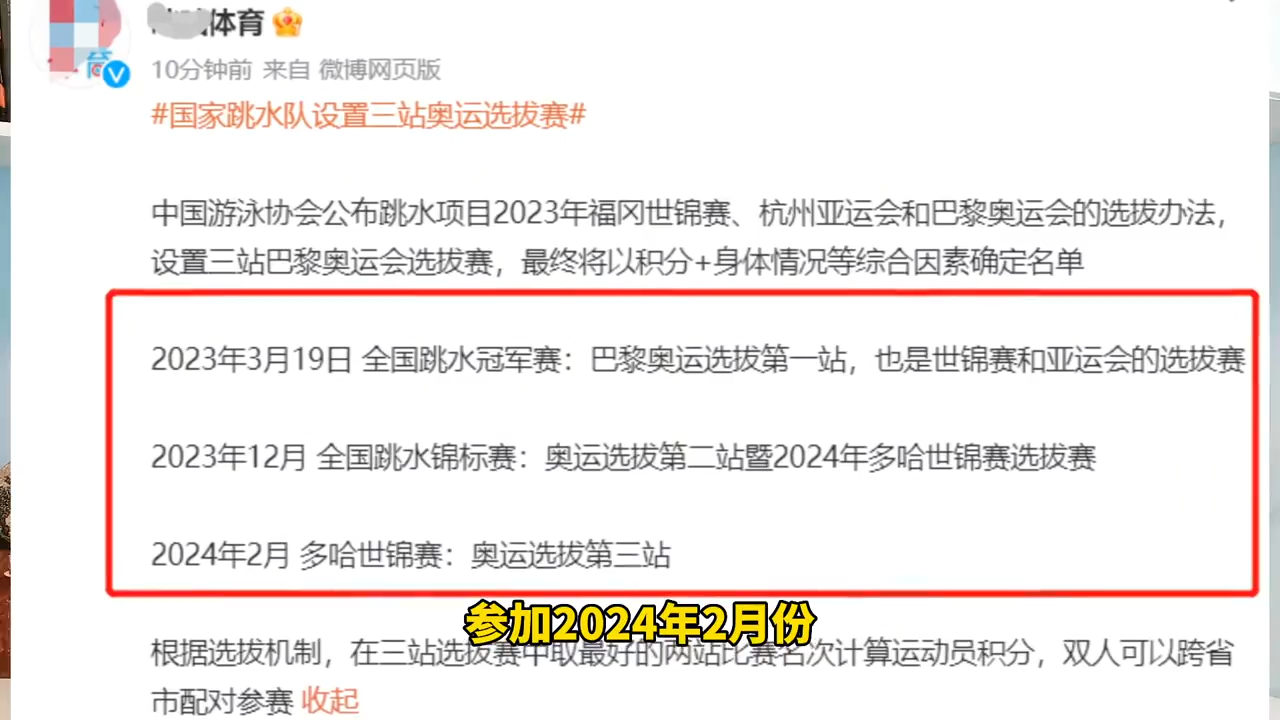 体育
10分钟前 来自 微博网页版
#国家跳水队设置三站奥运选拔赛#
中国游泳协会公布跳水项目2023年福冈世锦赛、杭州亚运会和巴黎奥运会的选拔办法，
设置三站巴黎奥运会选拔赛，最终将以积分+身体情况等综合因素确定名单
2023年3月19日 全国跳水冠军赛：巴黎奥运选拔第一站，也是世锦赛和亚运会的选拔赛
2023年12月 全国跳水锦标赛：奥运选拔第二站暨2024年多哈世锦赛选拔赛
2024年2月 多哈世锦赛：奥运选拔第三站
参加2024年2月份
根据选拔机制，在三站选拔赛中取最好的两站比赛名次计算运动员积分，双人可以跨省
市配对参赛 收起